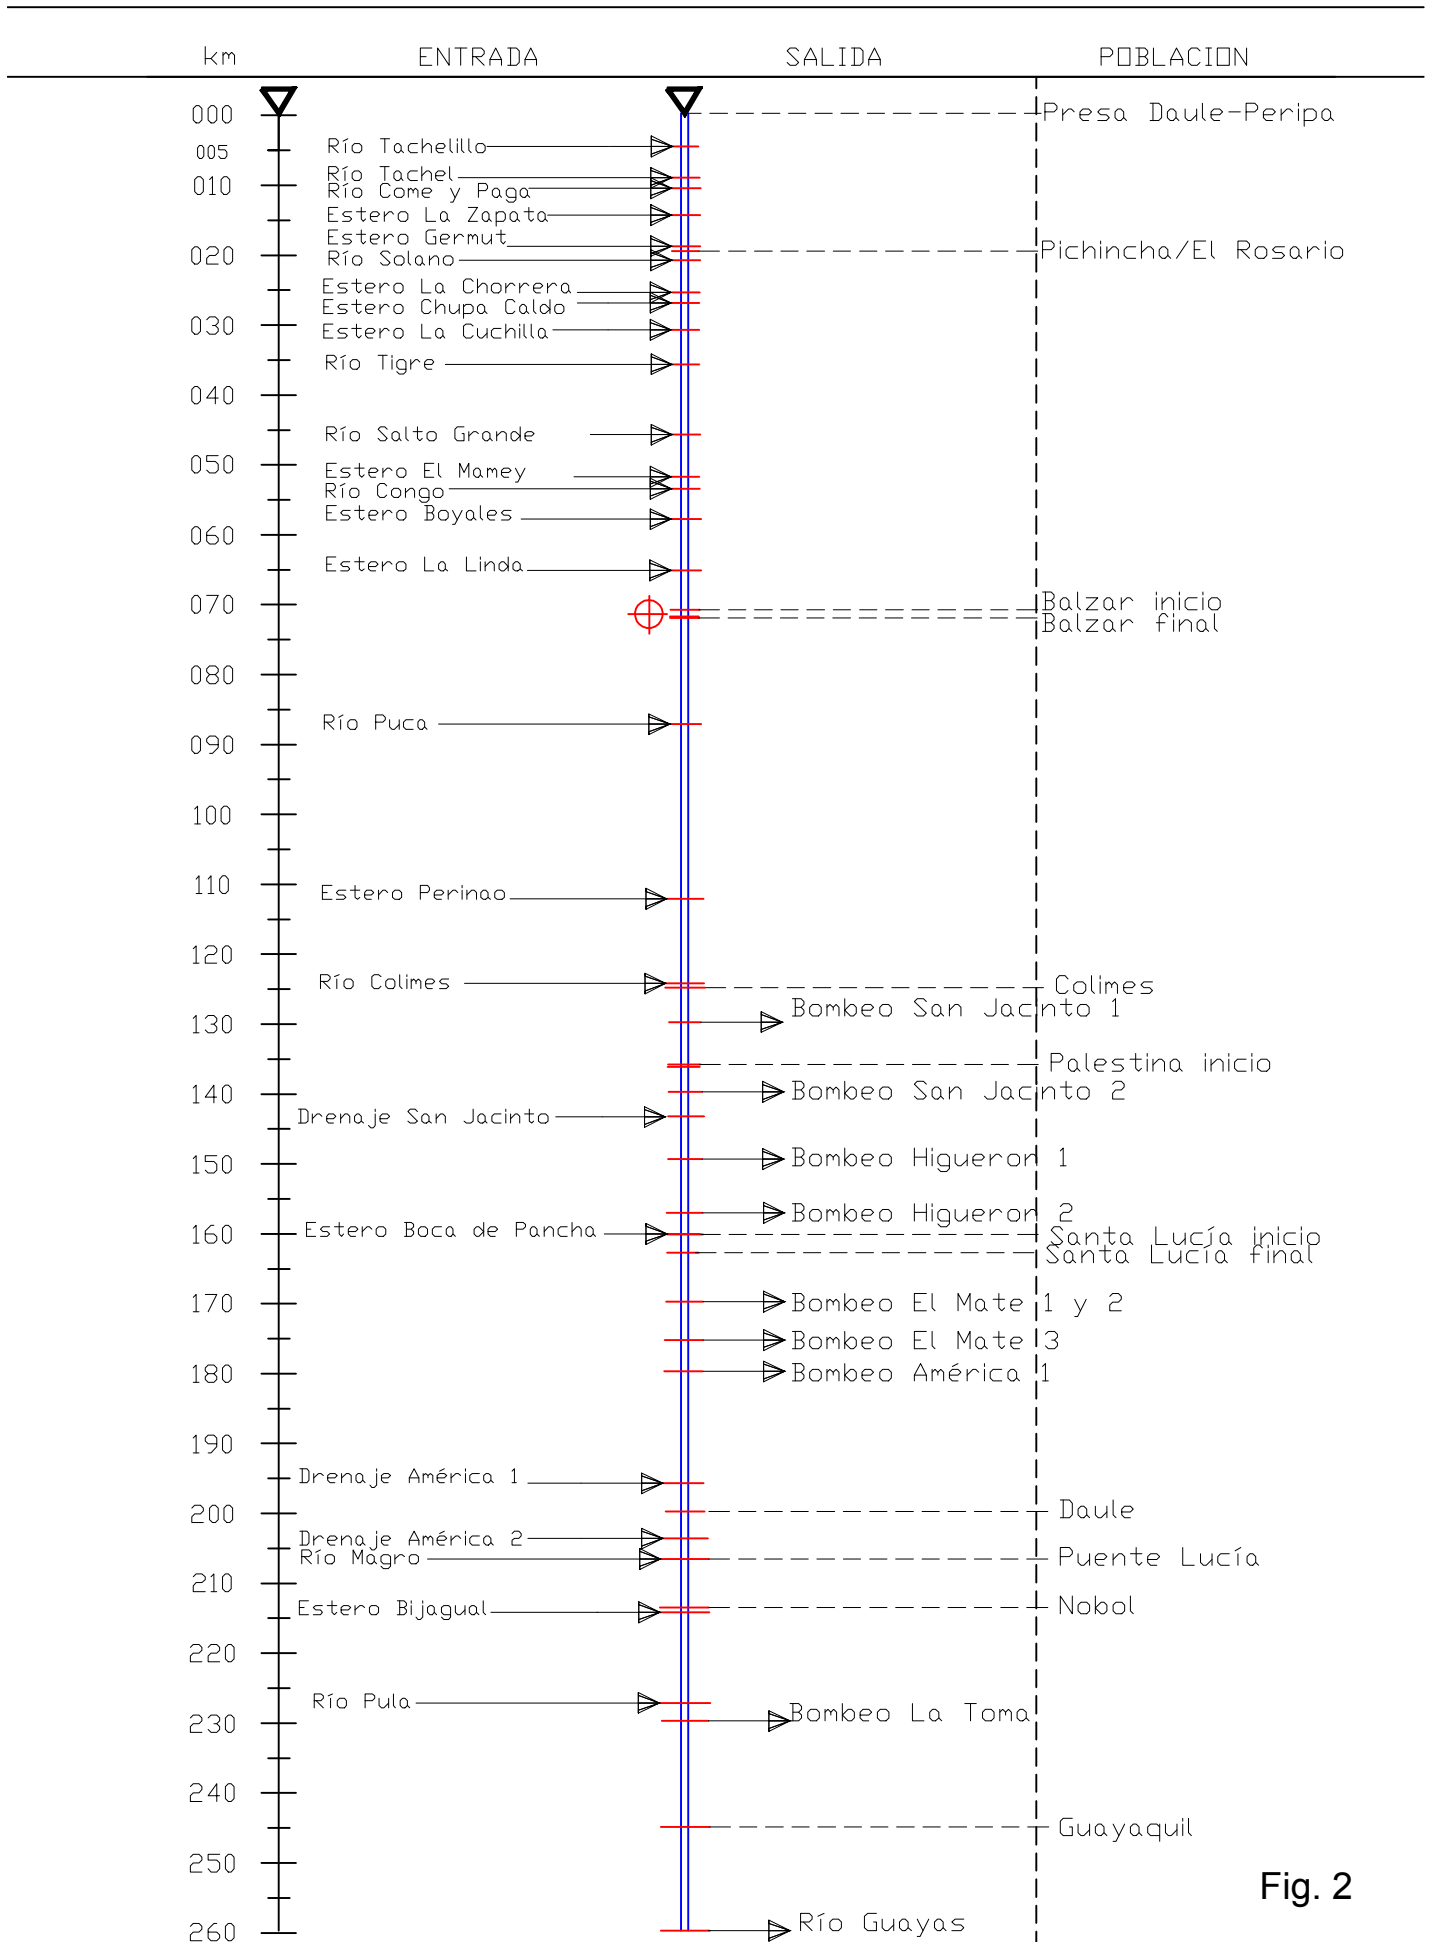 km ENTRADA SALIDA POBLACION
000 Presa Daule-Peripa
005 Río Tachelillo
Río Tachel
010 Río Come y Paga
Estero La Zapata
Estero Germut
020 Pichincha/El Rosario
Río Solano
Estero La Chorrera
Estero Chupa Caldo
030 Estero La Cuchilla
Río Tigre
040
Río Salto Grande
050 Estero El Mamey
Río Congo
Estero Boyales
060
Estero La Linda
070 Balzar inicio
Balzar final
080
Río Puca
090
100
110 Estero Perinao
120
Río Colimes Colimes
Bombeo San Jacinto 1
130
Palestina inicio
140 Bombeo San Jacinto 2
Drenaje San Jacinto
150 Bombeo Higueron 1
Bombeo Higueron 2
160 Estero Boca de Pancha Santa Lucía inicio
Santa Lucía final
170 Bombeo El Mate 1 y 2
Bombeo El Mate 3
180 Bombeo América 1
190
Drenaje América 1
200 Daule
Drenaje América 2
Río Magro Puente Lucía
210
Estero Bijagual Nobol
220
Río Pula
230 Bombeo La Toma
240
Guayaquil
250
Fig. 2
260 Río Guayas